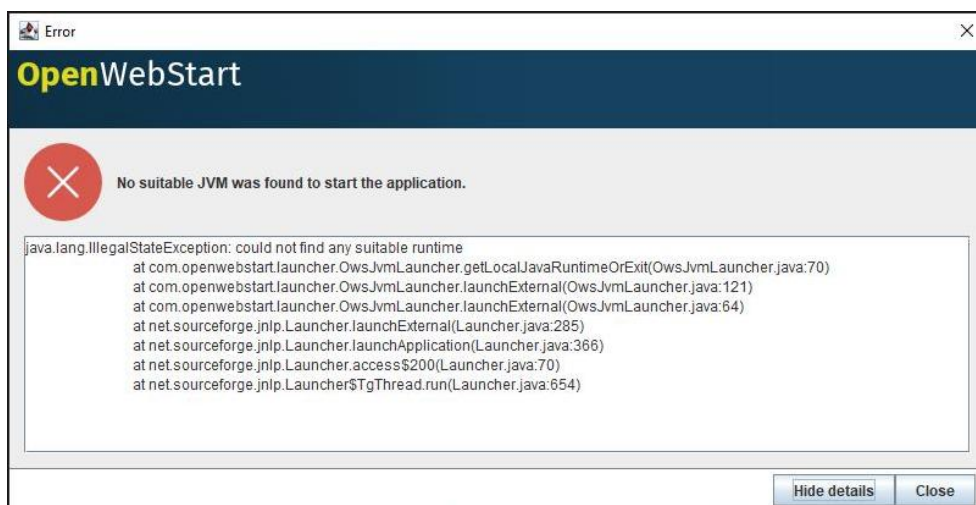 Error
OpenWebStart
No suitable JVM was found to start the application.
java.lang.IllegalStateException: could not find any suitable runtime
at com.openwebstart.launcher.OwsJvmLauncher.getLocalJavaRuntimeOrExit(OwsJvmLauncher.java:70)
at com.openwebstart.launcher.OwsJvmLauncher.launchExternal(OwsJvmLauncher.java:121)
at com.openwebstart.launcher.OwsJvmLauncher.launchExternal(OwsJvmLauncher.java:64)
at net.sourceforge.jnlp.Launcher.launchExternal(Launcher.java:285)
at net.sourceforge.jnlp.Launcher.launchApplication(Launcher.java:366)
at net.sourceforge.jnlp.Launcher.access$200(Launcher.java:70)
at net.sourceforge.jnlp.Launcher$TgThread.run(Launcher.java:654)
Hide details Close